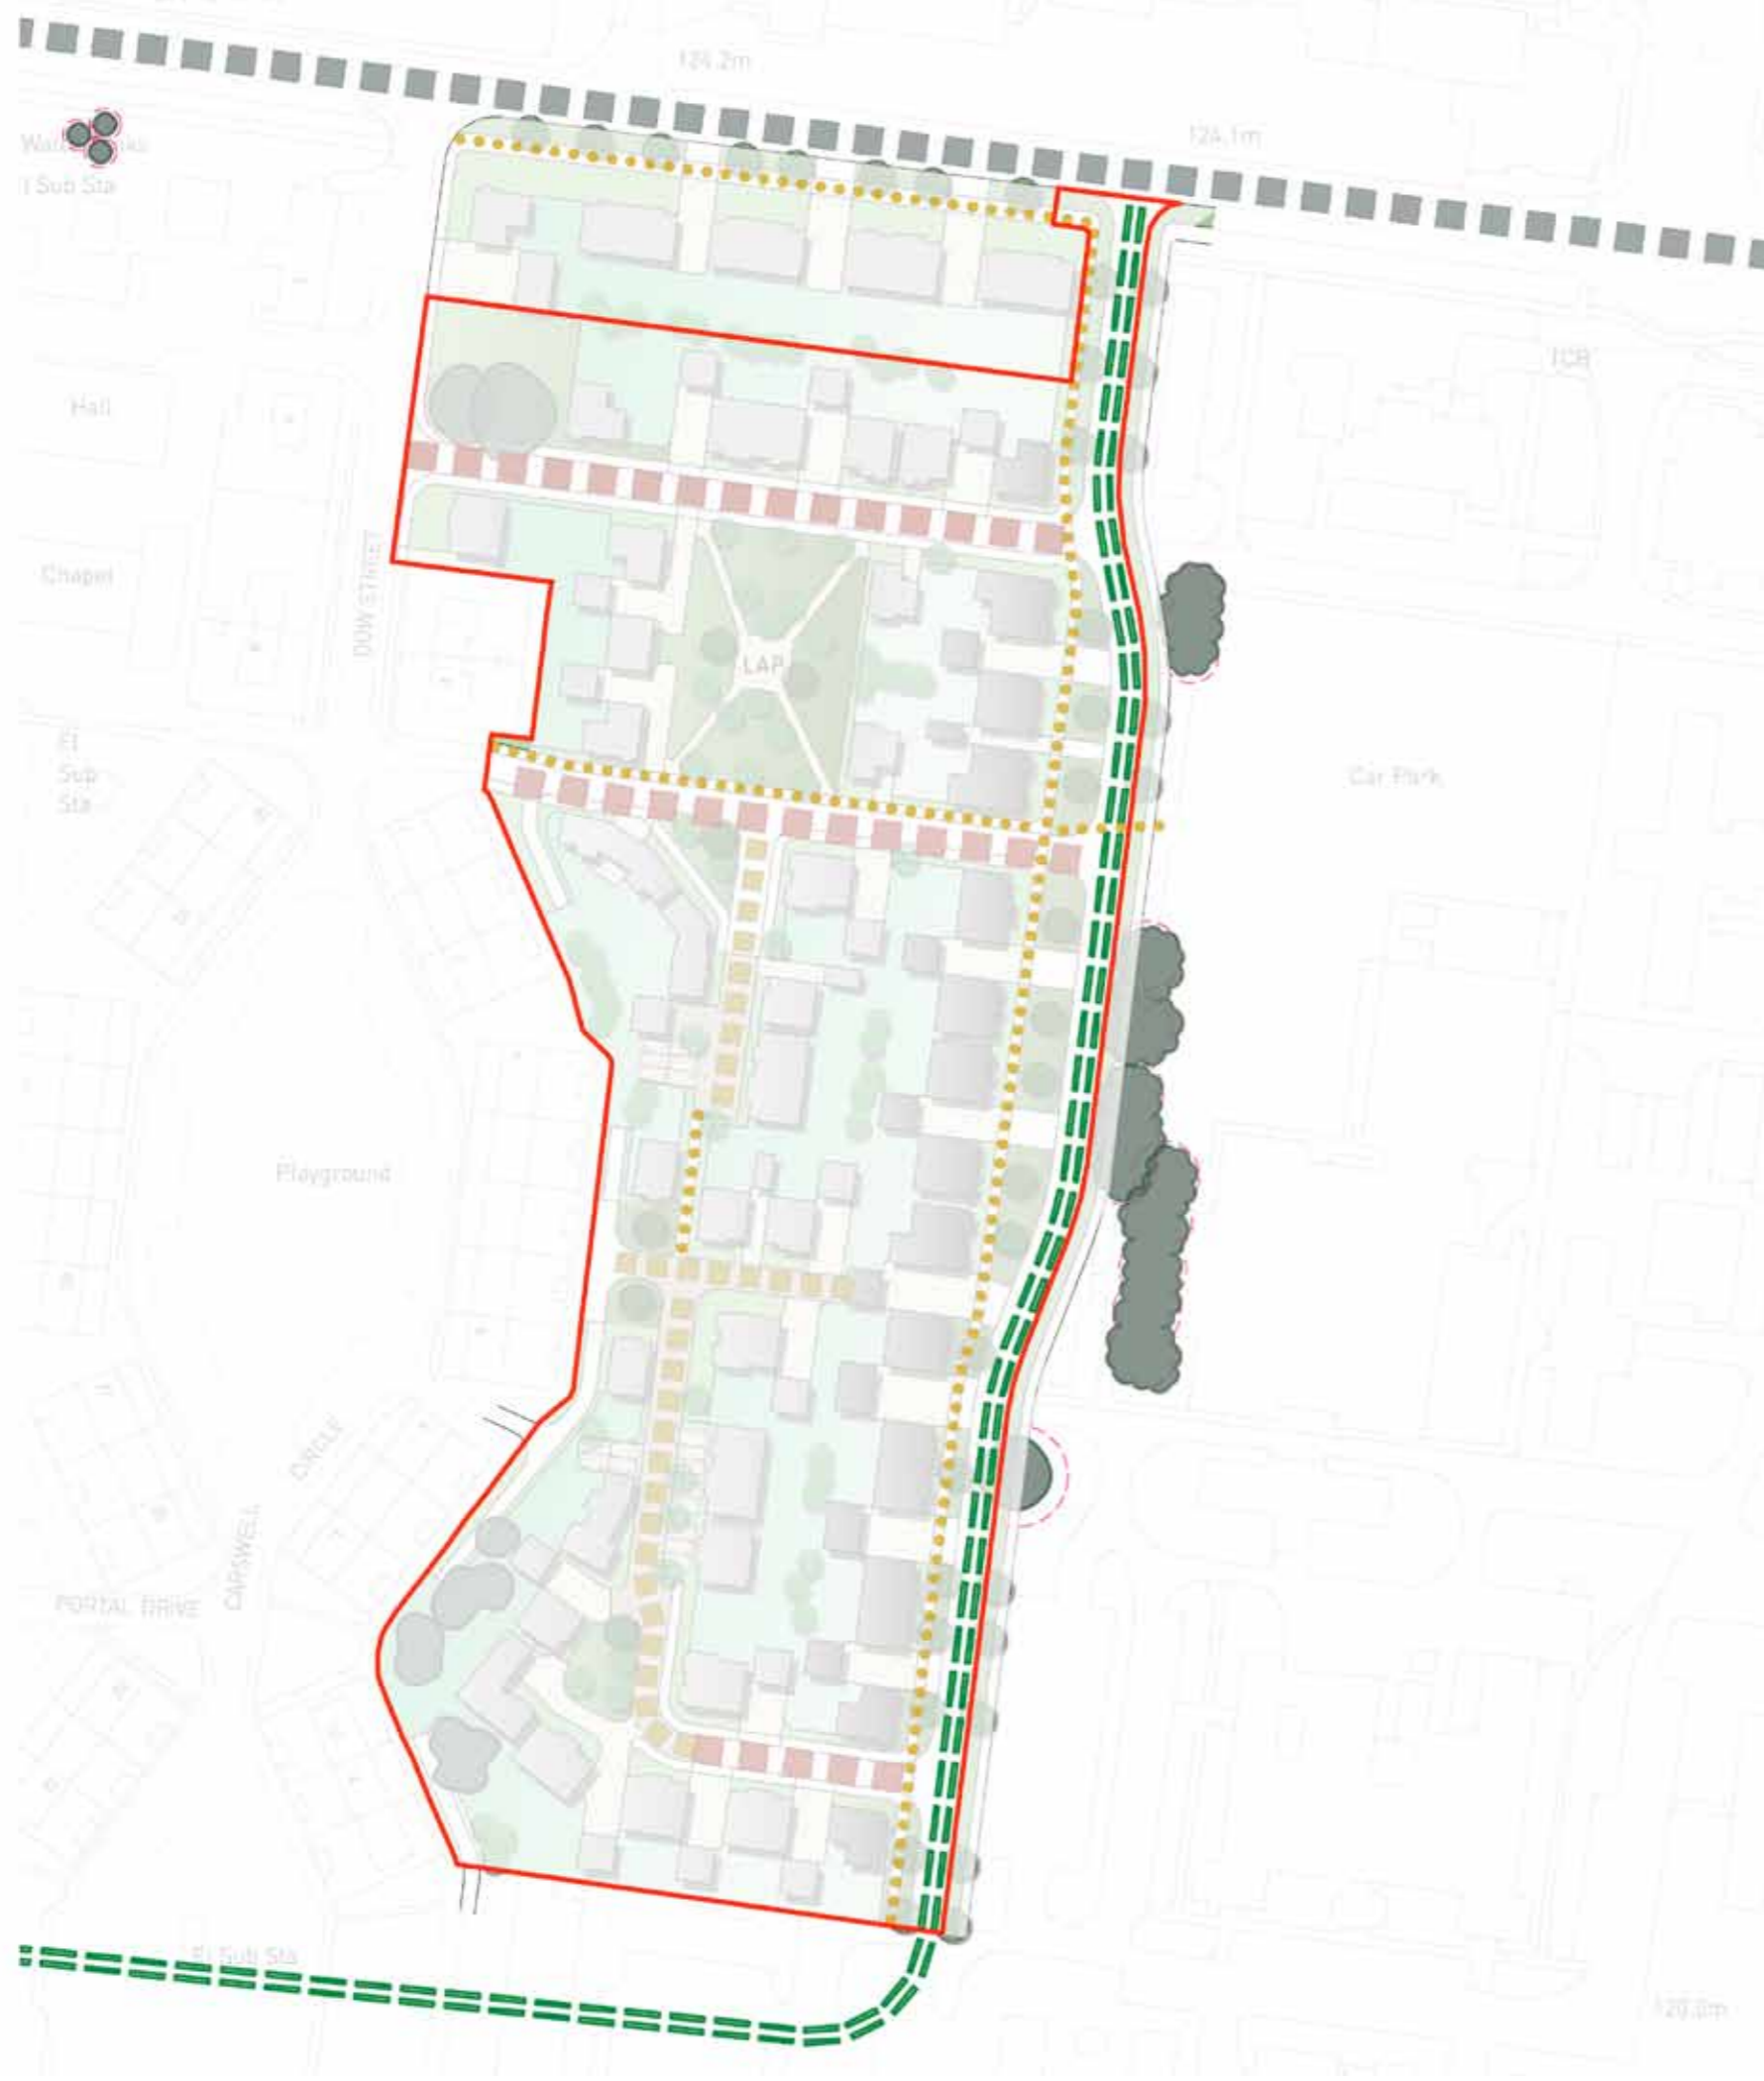 124.2m
124.1m
l Sub Sta
TCB
Hall
Chapel
DOW STREET
LAP
El
Sub
Sta
Car Park
Playground
CIRCLE
CARSWELL
PORTAL DRIVE
El Sub Sta
120.0m